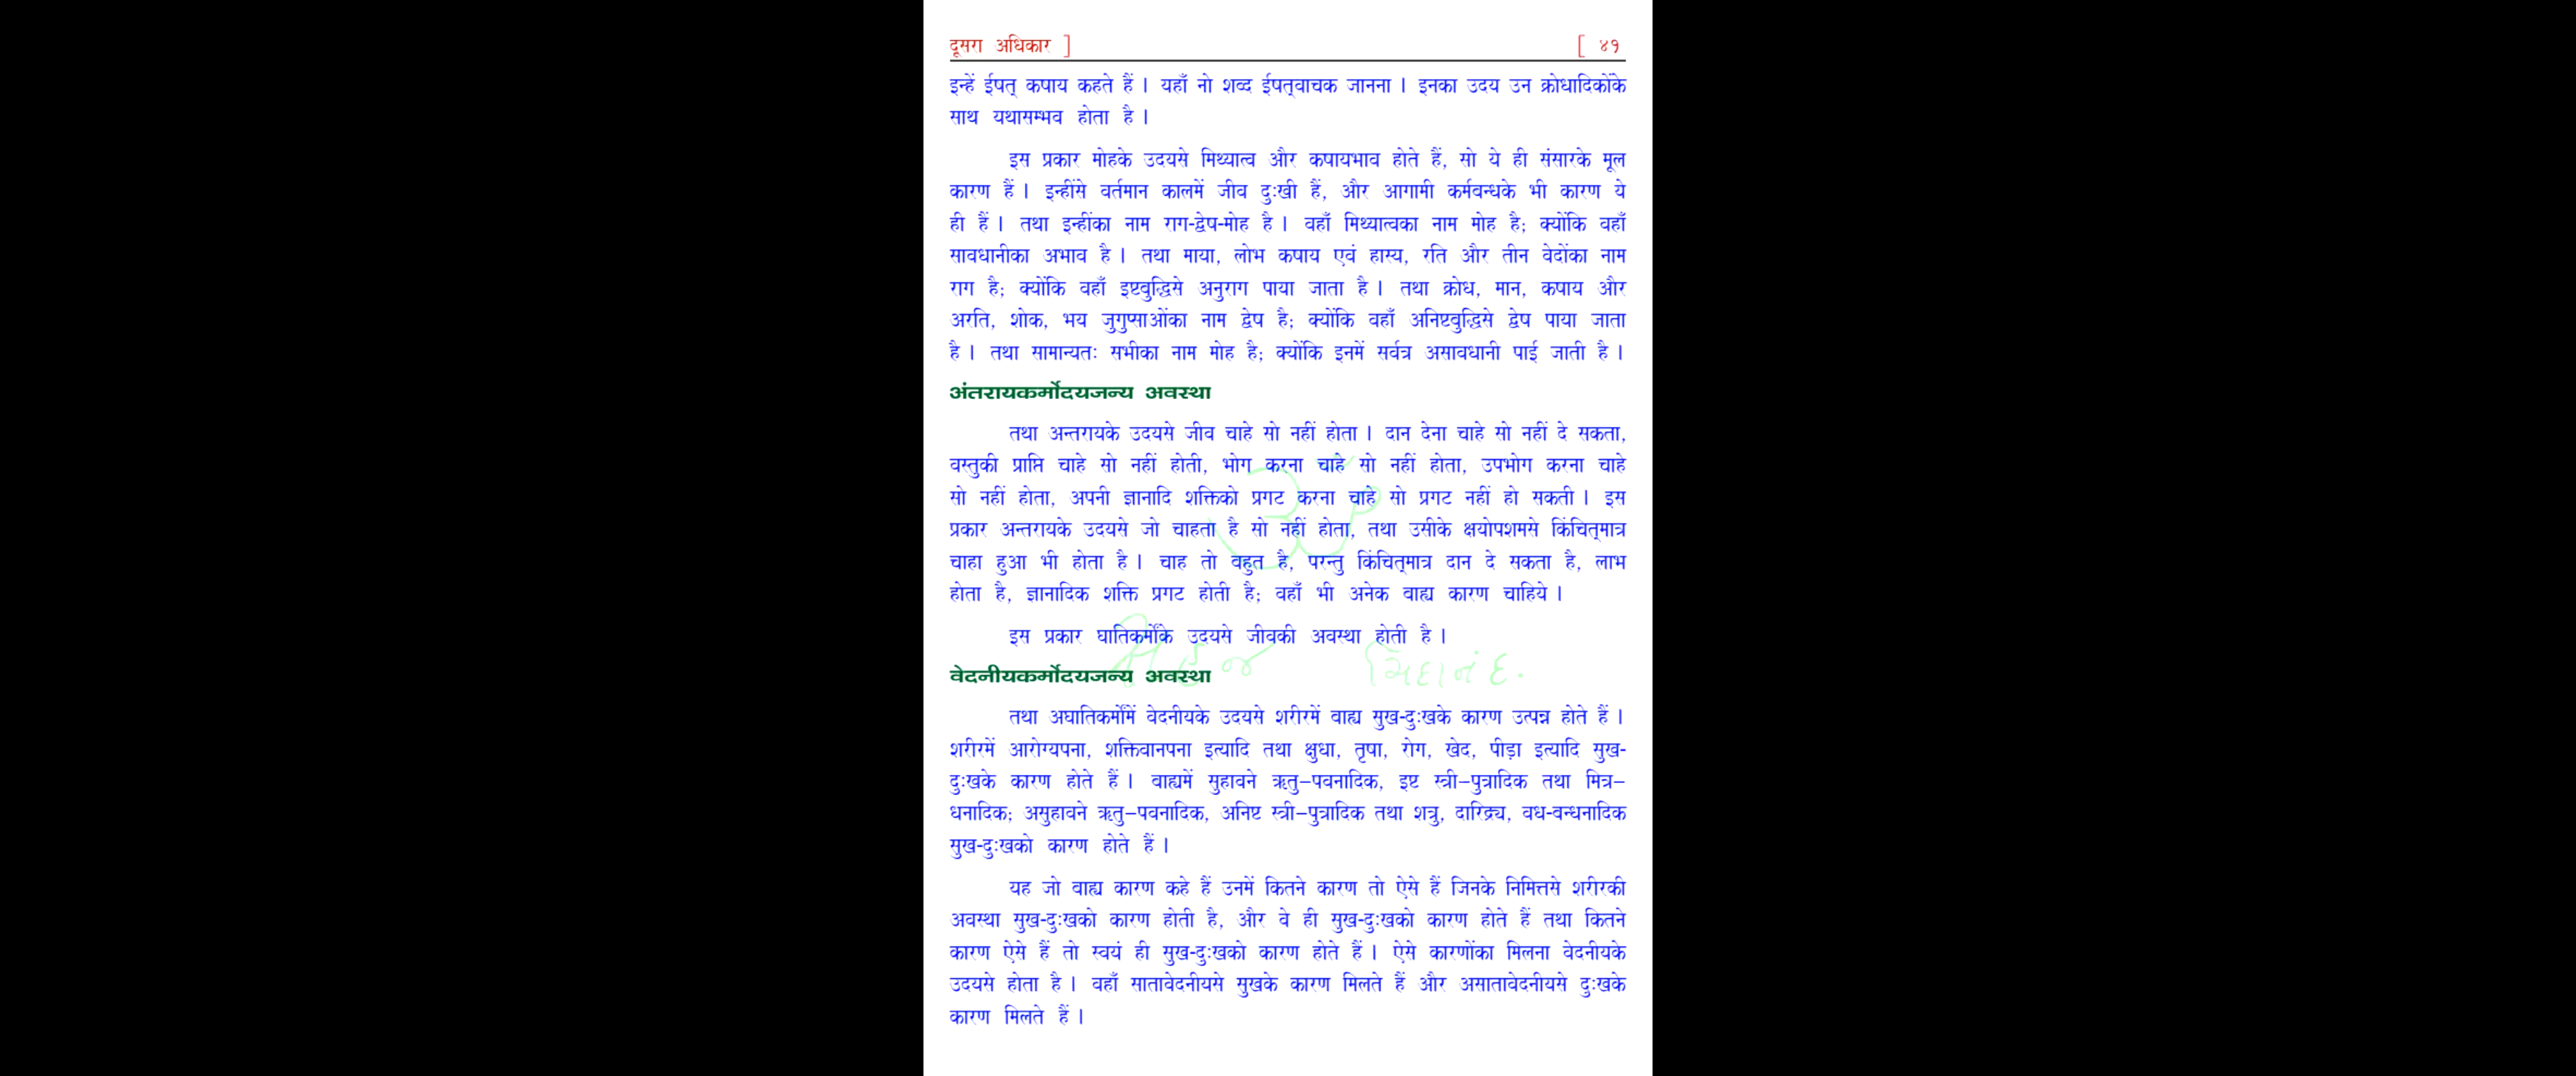 दूसरा अधिकार ] [ ४१
इन्हें ईषत् कषाय कहते हैं । यहाँ नो शब्द ईषत्‌वाचक जानना । इनका उदय उन क्रोधादिकोंके
साथ यथासम्भव होता है ।
इस प्रकार मोहके उदयसे मिथ्यात्व और कषायभाव होते हैं, सो ये ही संसारके मूल
कारण हैं । इन्हींसे वर्तमान कालमें जीव दुःखी हैं, और आगामी कर्मबन्धके भी कारण ये
ही हैं । तथा इन्हींका नाम राग-द्वेष-मोह है । वहाँ मिथ्यात्वका नाम मोह है; क्योंकि वहाँ
सावधानीका अभाव है । तथा माया, लोभ कषाय एवं हास्य, रति और तीन वेदोंका नाम
राग है; क्योंकि वहाँ इष्टबुद्धिसे अनुराग पाया जाता है । तथा क्रोध, मान, कषाय और
अरति, शोक, भय जुगुप्साओंका नाम द्वेष है; क्योंकि वहाँ अनिष्टबुद्धिसे द्वेष पाया जाता
है । तथा सामान्यतः सभीका नाम मोह है; क्योंकि इनमें सर्वत्र असावधानी पाई जाती है ।
अंतरायकर्मोदयजन्य अवस्था
तथा अन्तरायके उदयसे जीव चाहे सो नहीं होता । दान देना चाहे सो नहीं दे सकता,
वस्तुकी प्राप्ति चाहे सो नहीं होती, भोग करना चाहे सो नहीं होता, उपभोग करना चाहे
सो नहीं होता, अपनी ज्ञानादि शक्तिको प्रगट करना चाहे सो प्रगट नहीं हो सकती । इस
प्रकार अन्तरायके उदयसे जो चाहता है सो नहीं होता, तथा उसीके क्षयोपशमसे किंचित्‌मात्र
चाहा हुआ भी होता है । चाह तो बहुत है, परन्तु किंचित्‌मात्र दान दे सकता है, लाभ
होता है, ज्ञानादिक शक्ति प्रगट होती है; वहाँ भी अनेक बाह्य कारण चाहिये ।
ॐ
इस प्रकार घातिकर्मोंके उदयसे जीवकी अवस्था होती है ।
સહજ ચિદાનંદ.
वेदनीयकर्मोदयजन्य अवस्था
तथा अघातिकर्मोंमें वेदनीयके उदयसे शरीरमें बाह्य सुख-दुःखके कारण उत्पन्न होते हैं ।
शरीरमें आरोग्यपना, शक्तिवानपना इत्यादि तथा क्षुधा, तृषा, रोग, खेद, पीड़ा इत्यादि सुख-
दुःखके कारण होते हैं । बाह्यमें सुहावने ऋतु–पवनादिक, इष्ट स्त्री–पुत्रादिक तथा मित्र–
धनादिक; असुहावने ऋतु–पवनादिक, अनिष्ट स्त्री–पुत्रादिक तथा शत्रु, दारिद्र्य, वध-बन्धनादिक
सुख-दुःखको कारण होते हैं ।
यह जो बाह्य कारण कहे हैं उनमें कितने कारण तो ऐसे हैं जिनके निमित्तसे शरीरकी
अवस्था सुख-दुःखको कारण होती है, और वे ही सुख-दुःखको कारण होते हैं तथा कितने
कारण ऐसे हैं तो स्वयं ही सुख-दुःखको कारण होते हैं । ऐसे कारणोंका मिलना वेदनीयके
उदयसे होता है । वहाँ सातावेदनीयसे सुखके कारण मिलते हैं और असातावेदनीयसे दुःखके
कारण मिलते हैं ।